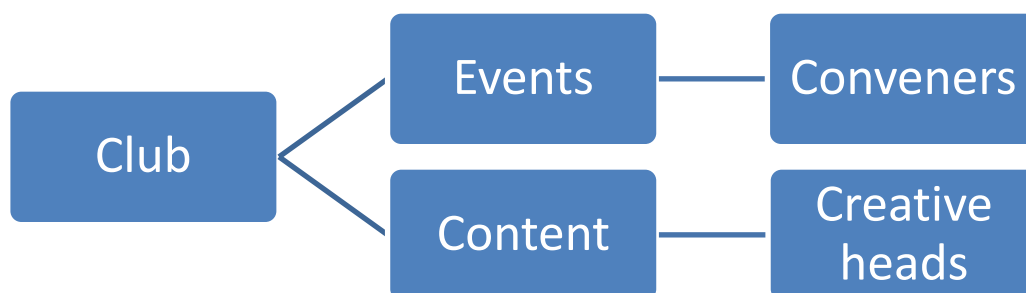 Club
Events
Conveners
Content
Creative
heads